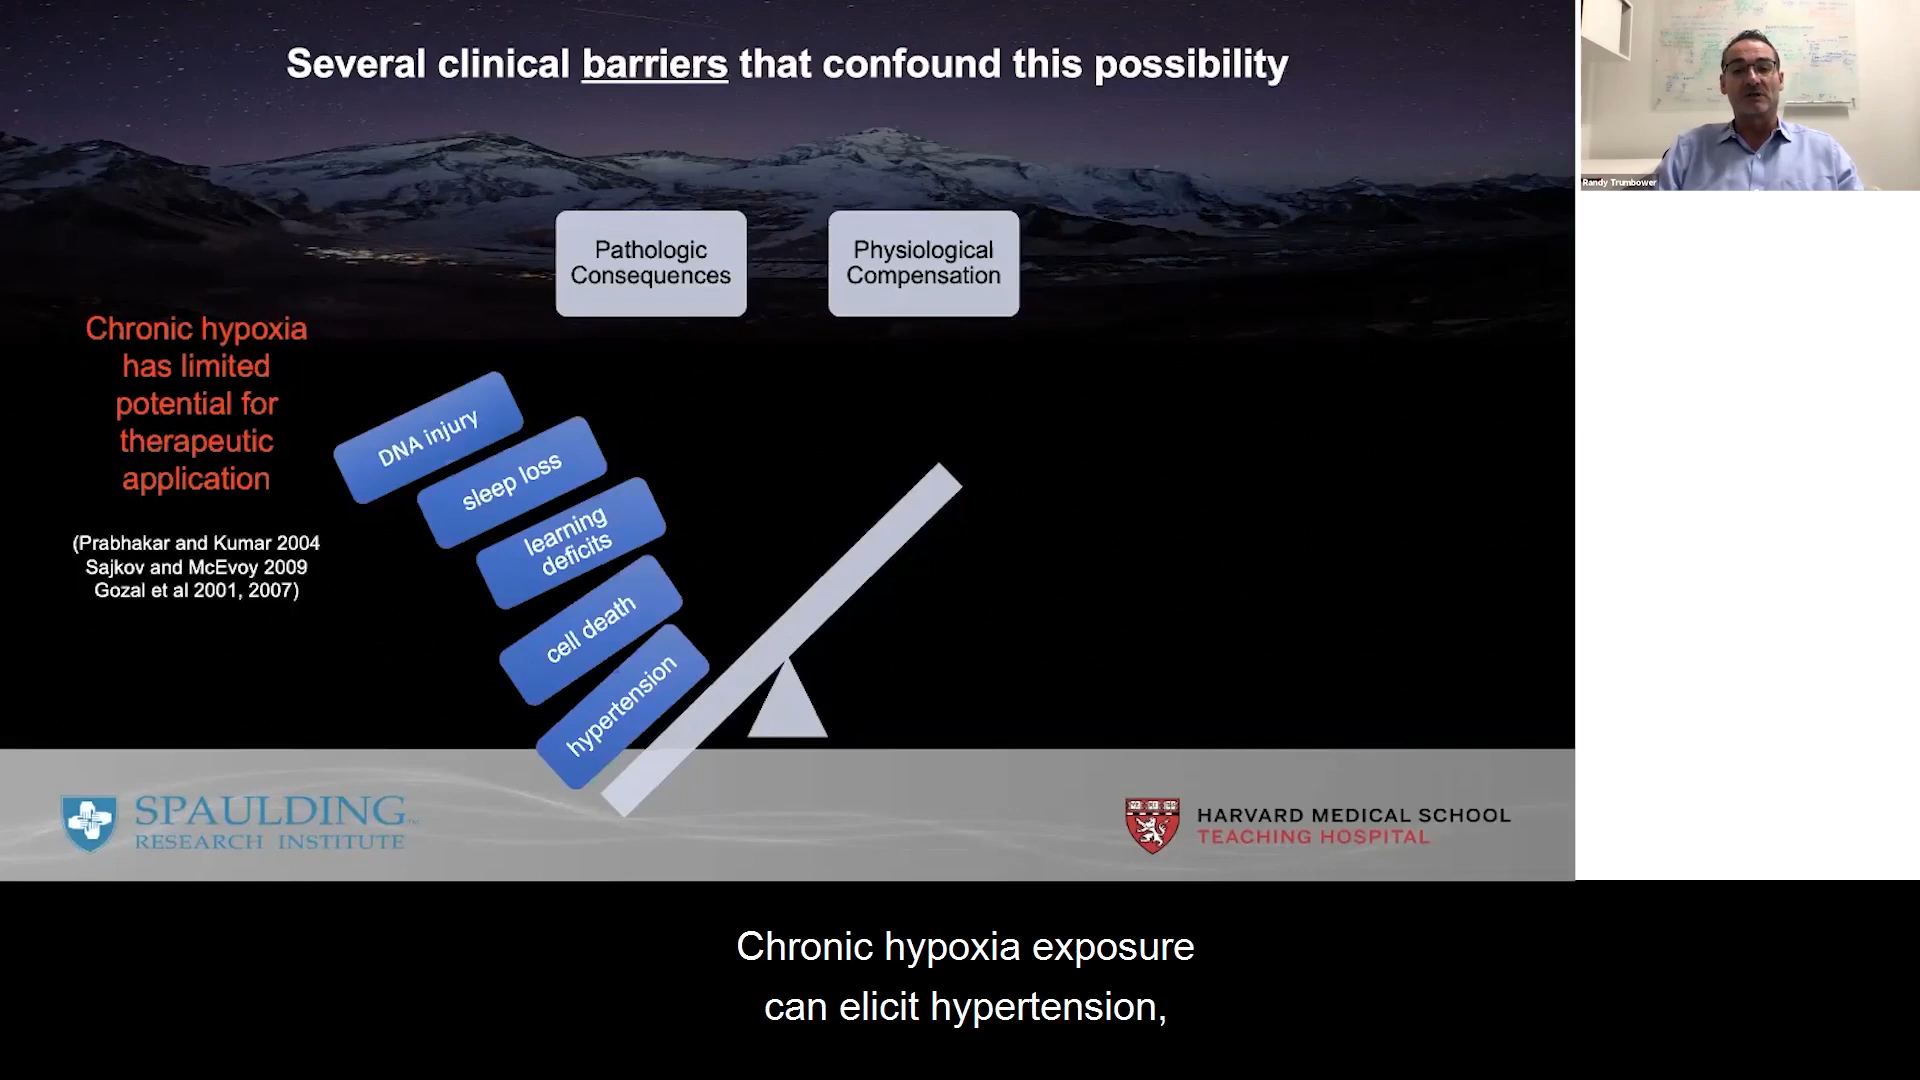 Several clinical barriers that confound this possibility
Randy Trumbower
Pathologic
Consequences
Physiological
Compensation
Chronic hypoxia
has limited
potential for
therapeutic
application
(Prabhakar and Kumar 2004
Sajkov and McEvoy 2009
Gozal et al 2001, 2007)
DNA injury
sleep loss
learning
deficits
cell death
hypertension
SPAULDING
RESEARCH INSTITUTE
HARVARD MEDICAL SCHOOL
TEACHING HOSPITAL
Chronic hypoxia exposure
can elicit hypertension,